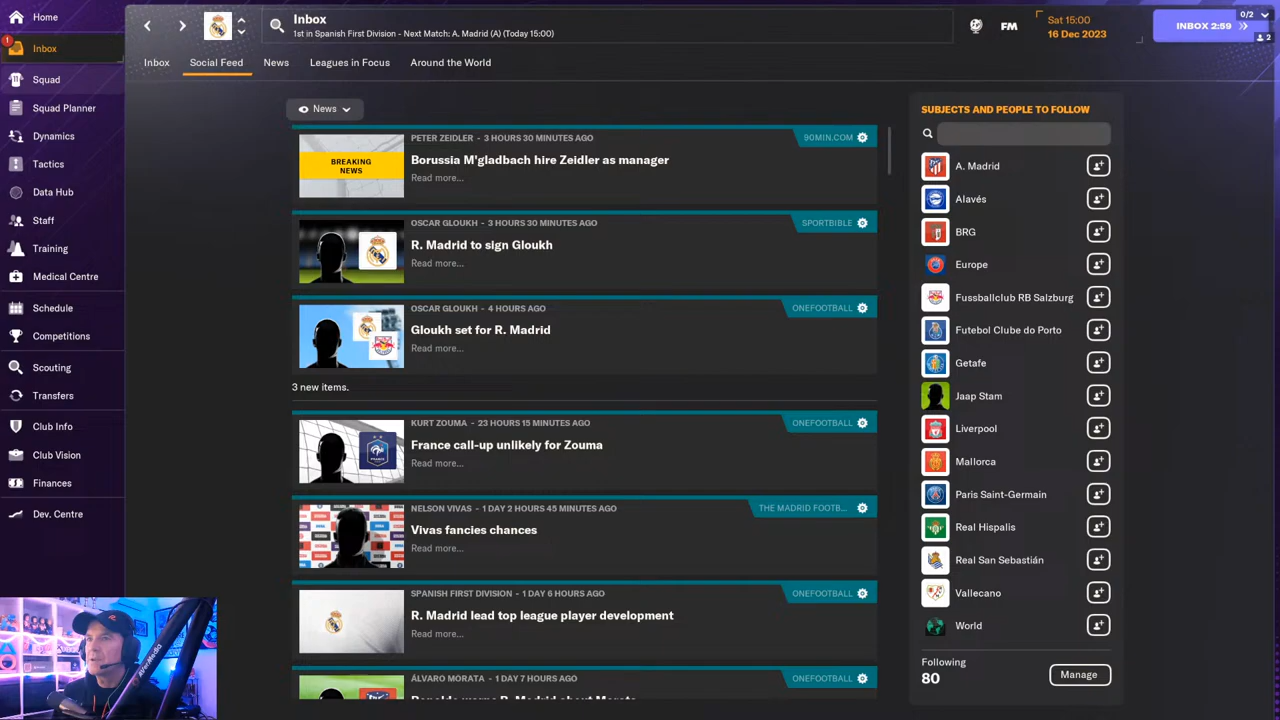 Home
Inbox
1
Squad
Squad Planner
Dynamics
Tactics
Data Hub
Staff
Training
Medical Centre
Schedule
Competitions
Scouting
Transfers
Club Info
Club Vision
Finances
Dev. Centre
Inbox
1st in Spanish First Division - Next Match: A. Madrid (A) (Today 15:00)
FM
Sat 15:00
16 Dec 2023
INBOX 2:59
0/2
2
Inbox
Social Feed
News
Leagues in Focus
Around the World
News
PETER ZEIDLER - 3 HOURS 30 MINUTES AGO
90MIN.COM
BREAKING
NEWS
Borussia M'gladbach hire Zeidler as manager
Read more...
OSCAR GLOUKH - 3 HOURS 30 MINUTES AGO
SPORTBIBLE
R. Madrid to sign Gloukh
Read more...
OSCAR GLOUKH - 4 HOURS AGO
ONEFOOTBALL
Gloukh set for R. Madrid
Read more...
3 new items.
KURT ZOUMA - 23 HOURS 15 MINUTES AGO
ONEFOOTBALL
France call-up unlikely for Zouma
Read more...
NELSON VIVAS - 1 DAY 2 HOURS 45 MINUTES AGO
THE MADRID FOOTB...
Vivas fancies chances
Read more...
SPANISH FIRST DIVISION - 1 DAY 6 HOURS AGO
ONEFOOTBALL
R. Madrid lead top league player development
Read more...
ÁLVARO MORATA - 1 DAY 7 HOURS AGO
ONEFOOTBALL
SUBJECTS AND PEOPLE TO FOLLOW
A. Madrid
Alavés
BRG
Europe
Fussballclub RB Salzburg
Futebol Clube do Porto
Getafe
Jaap Stam
Liverpool
Mallorca
Paris Saint-Germain
Real Hispalis
Real San Sebastián
Vallecano
World
Following
80
Manage
AVerMedia